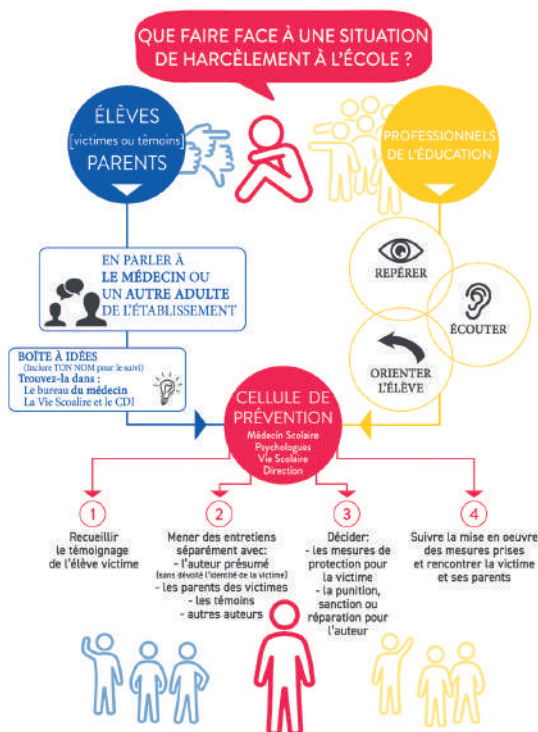 QUE FAIRE FACE À UNE SITUATION
DE HARCÈLEMENT À L'ÉCOLE ?
ÉLÈVES
[victimes ou témoins]
PARENTS
PROFESSIONNELS
DE L'ÉDUCATION
EN PARLER À
LE MÉDECIN OU
UN AUTRE ADULTE
DE L'ÉTABLISSEMENT
REPÉRER
ÉCOUTER
ORIENTER
L'ÉLÈVE
BOÎTE À IDÉES
(Inclure TON NOM pour le suivi)
Trouvez-la dans :
Le bureau du médecin
La Vie Scoalire et le CDI
CELLULE DE
PRÉVENTION
Médecin Scolaire
Psychologues
Vie Scolaire
Direction
1
Recueillir
le témoignage
de l'élève victime
2
Mener des entretiens
séparément avec:
- l'auteur présumé
(sans dévoilé l'identité de la victime)
- les parents des victimes
- les témoins
- autres auteurs
3
Décider:
- les mesures de
protection pour
la victime
- la punition,
sanction ou
réparation pour
l'auteur
4
Suivre la mise en oeuvre
des mesures prises
et rencontrer la victime
et ses parents